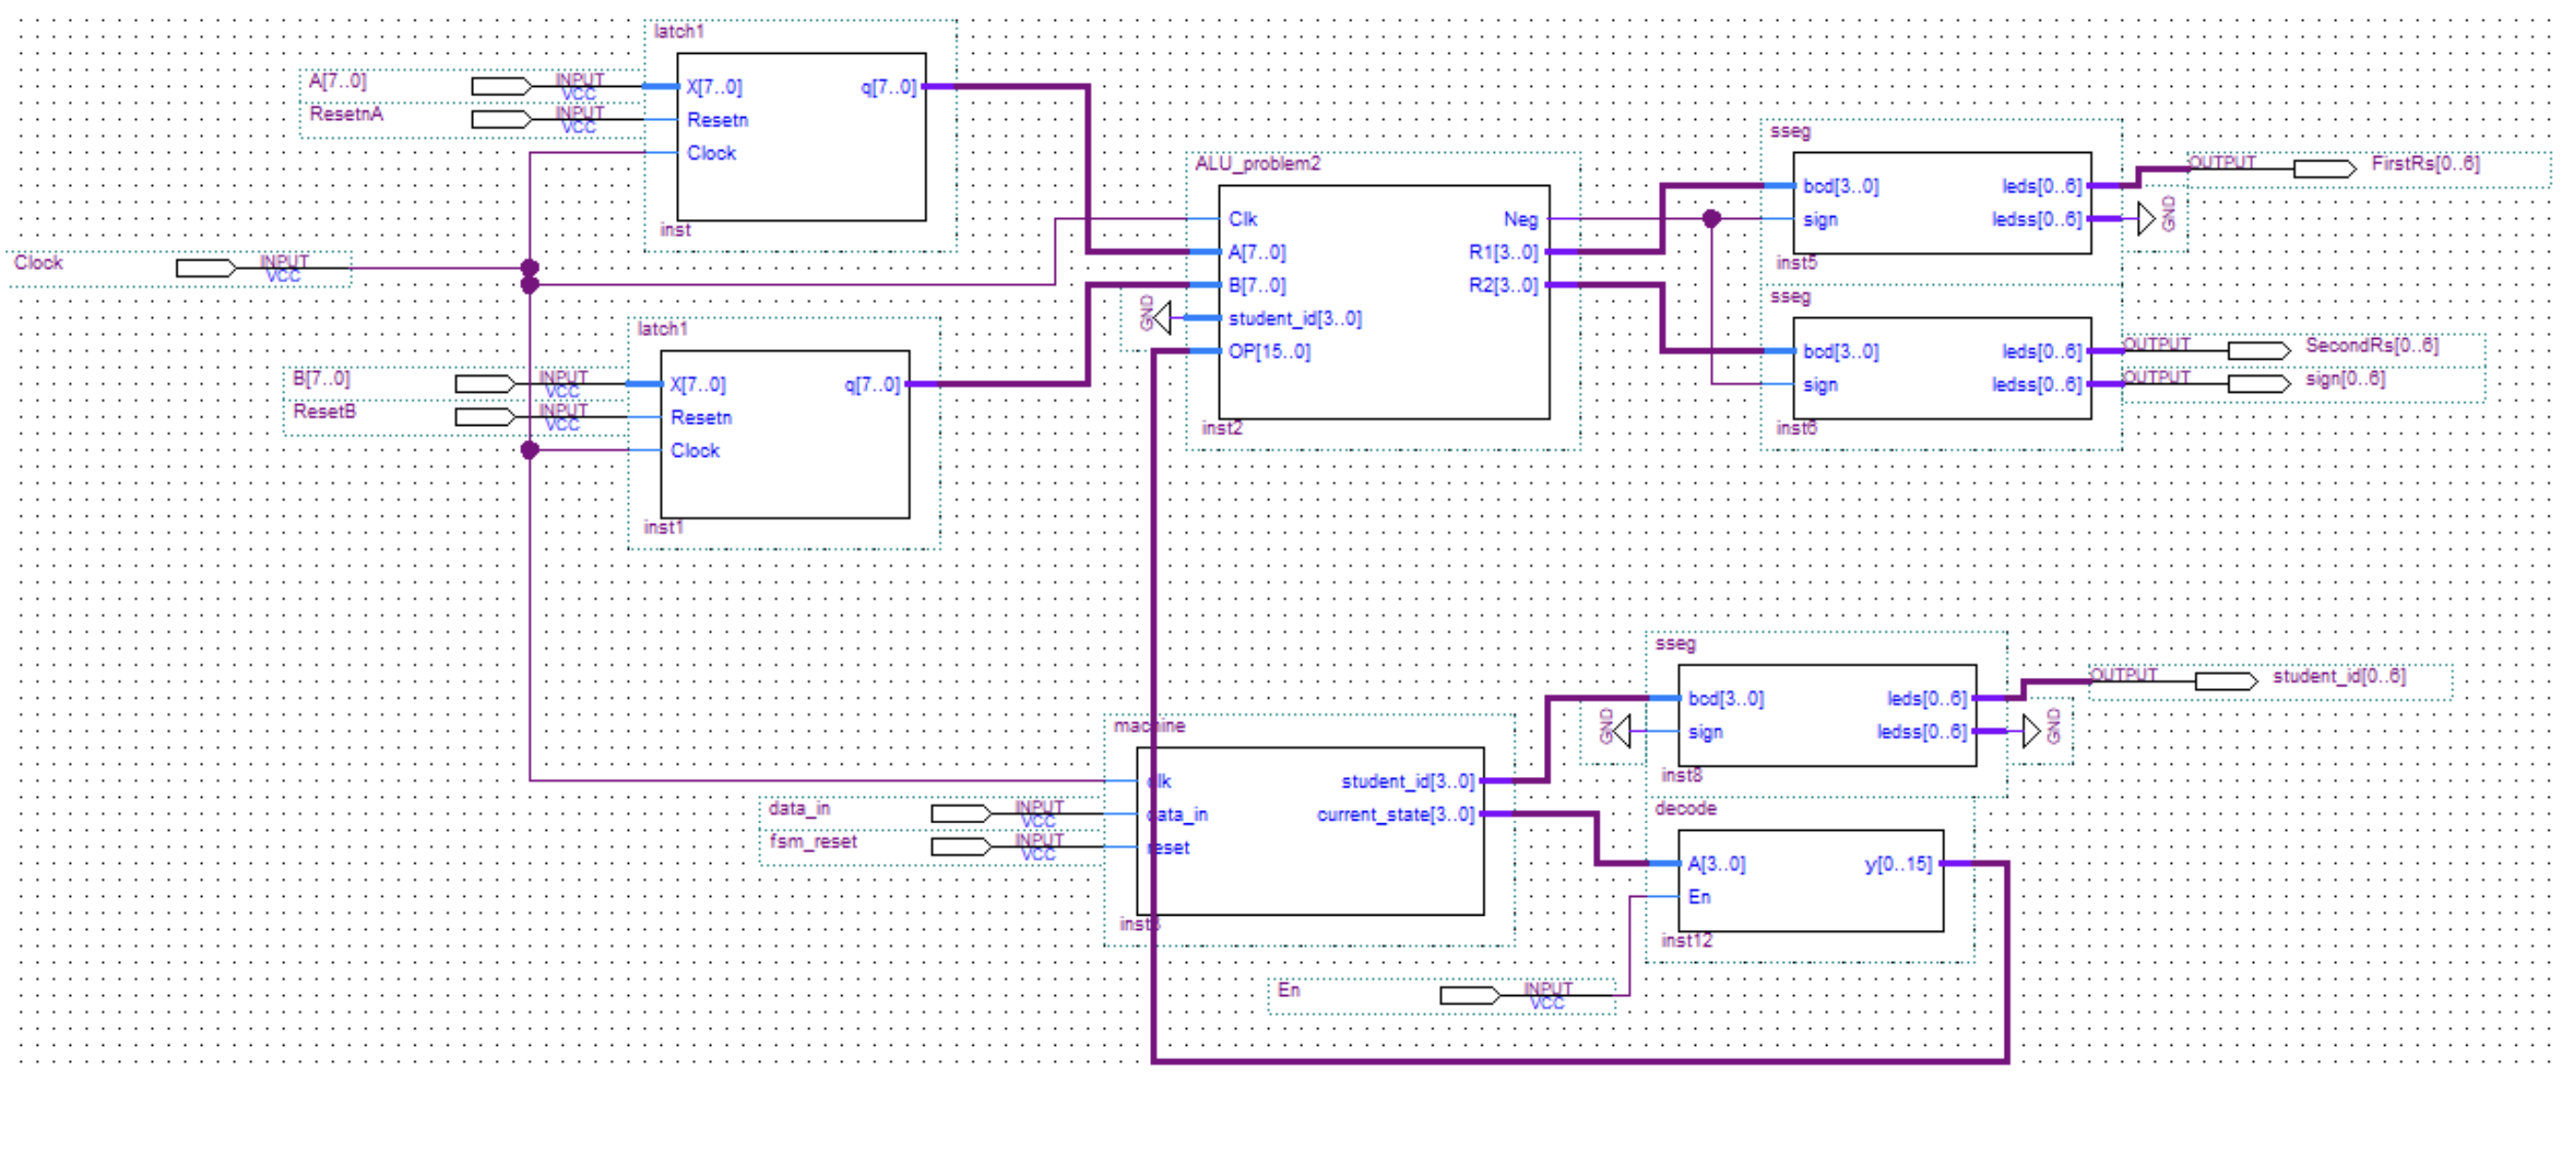 latch1
A[7..0] INPUT VCC
ResetnA INPUT VCC
X[7..0] q[7..0]
Resetn
Clock
inst
Clock INPUT VCC
latch1
B[7..0] INPUT VCC
ResetB INPUT VCC
X[7..0] q[7..0]
Resetn
Clock
inst1
ALU_problem2
Clk Neg
A[7..0] R1[3..0]
B[7..0] R2[3..0]
GND student_id[3..0]
OP[15..0]
inst2
sseg
bcd[3..0] leds[0..6]
sign ledss[0..6]
inst5
OUTPUT FirstRs[0..6]
GND
sseg
bcd[3..0] leds[0..6]
sign ledss[0..6]
inst6
OUTPUT SecondRs[0..6]
OUTPUT sign[0..6]
machine
clk student_id[3..0]
data_in current_state[3..0]
reset
data_in INPUT VCC
fsm_reset INPUT VCC
sseg
bcd[3..0] leds[0..6]
GND sign ledss[0..6] GND
inst8
OUTPUT student_id[0..6]
decode
A[3..0] y[0..15]
En
inst12
En INPUT VCC